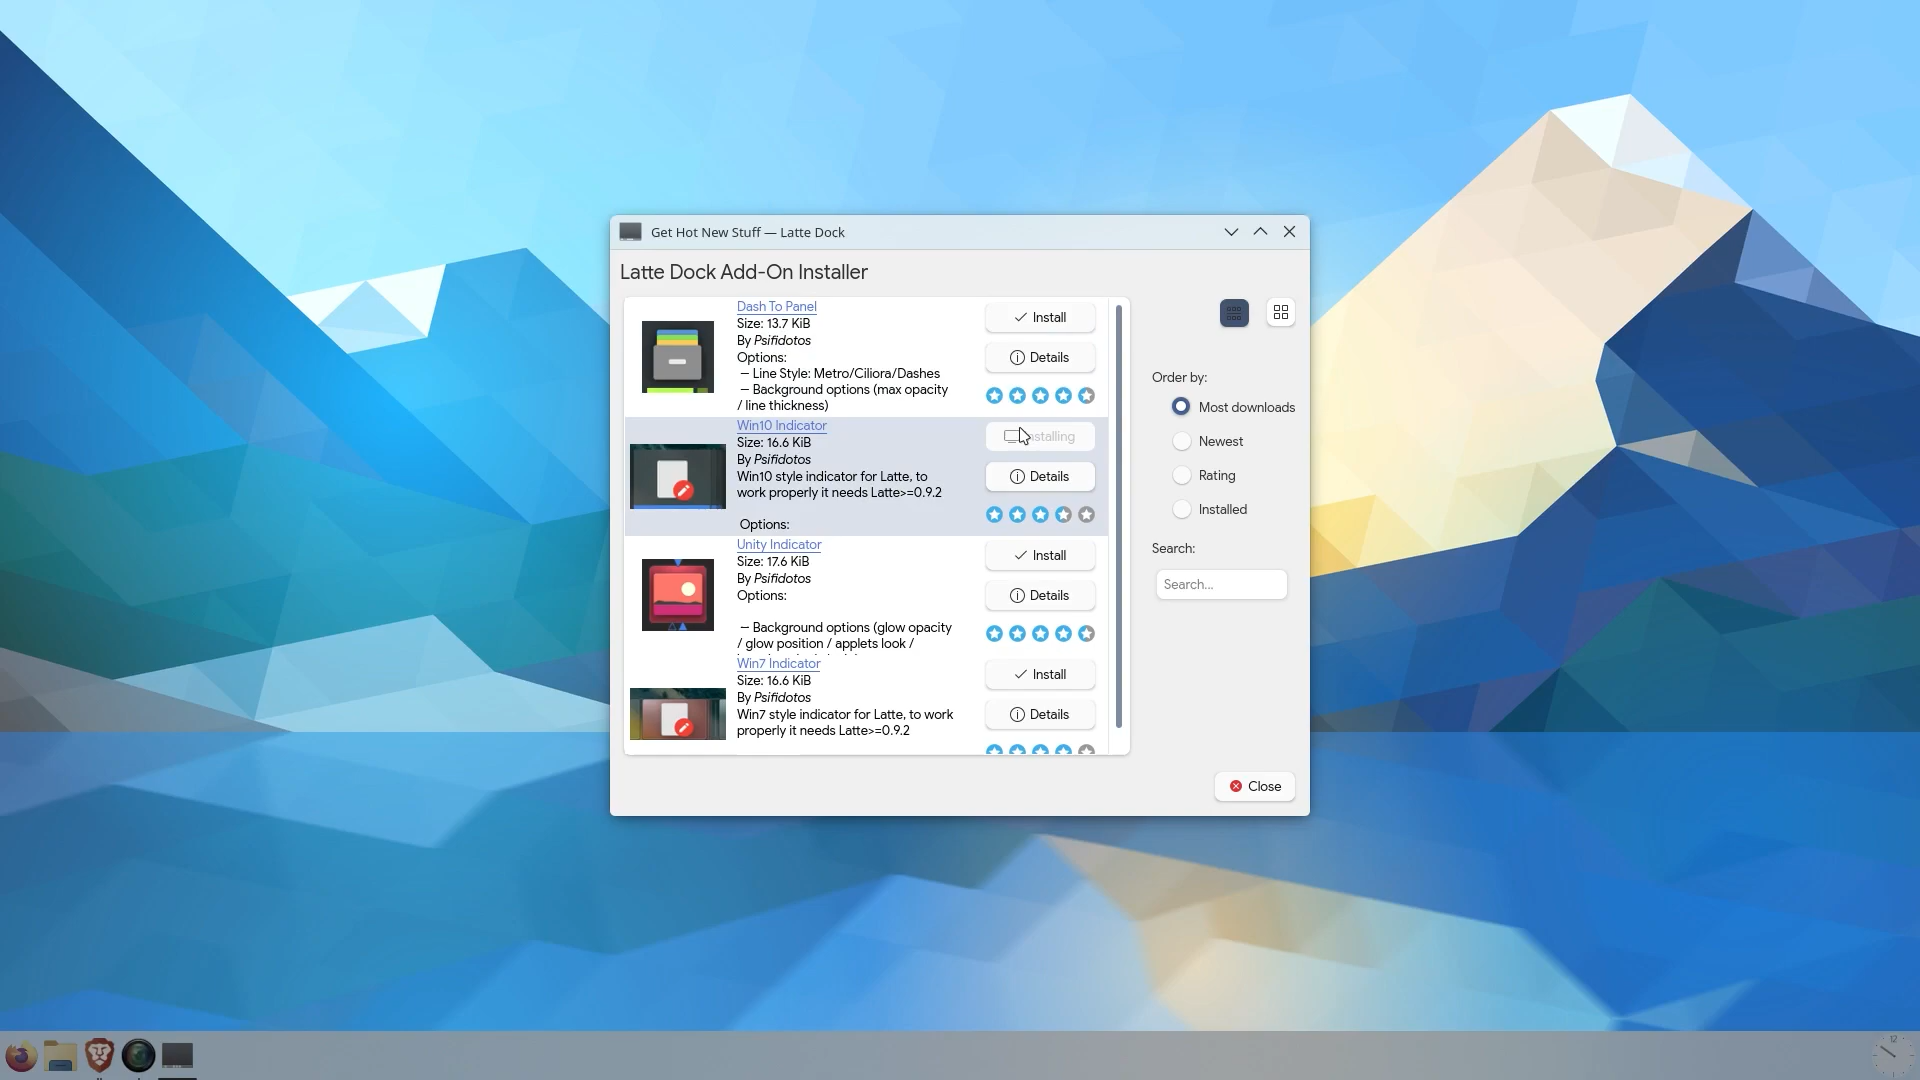 Get Hot New Stuff — Latte Dock
Latte Dock Add-On Installer
Dash To Panel
Size: 13.7 KiB
By Psifidotos
Options:
– Line Style: Metro/Ciliora/Dashes
– Background options (max opacity
/ line thickness)
Install
Details
Win10 Indicator
Size: 16.6 KiB
By Psifidotos
Win10 style indicator for Latte, to
work properly it needs Latte>=0.9.2
Options:
Details
Unity Indicator
Size: 17.6 KiB
By Psifidotos
Options:
– Background options (glow opacity
/ glow position / applets look /
Install
Details
Win7 Indicator
Size: 16.6 KiB
By Psifidotos
Win7 style indicator for Latte, to work
properly it needs Latte>=0.9.2
Install
Details
Order by:
Most downloads
Newest
Rating
Installed
Search:
Search...
Close
12